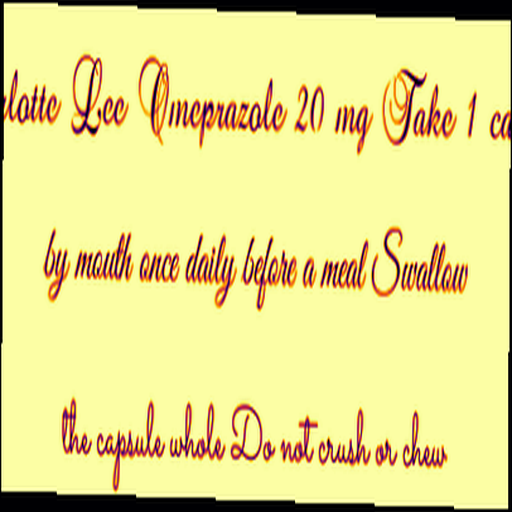 Lee Omeprazole 20 mg Take 1
by mouth once daily before a meal Swallow
the capsule whole Do not crush or chew